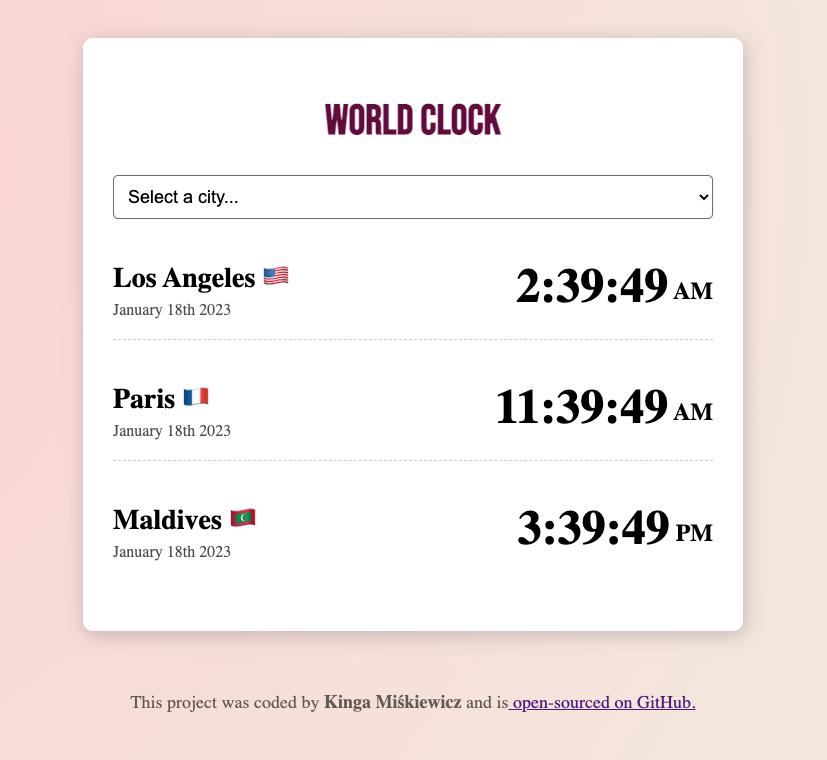 WORLD CLOCK
Select a city...
Los Angeles 🇺🇸
2:39:49 AM
January 18th 2023
Paris 🇫🇷
11:39:49 AM
January 18th 2023
Maldives 🇲🇻
3:39:49 PM
January 18th 2023
This project was coded by Kinga Miśkiewicz and is open-sourced on GitHub.